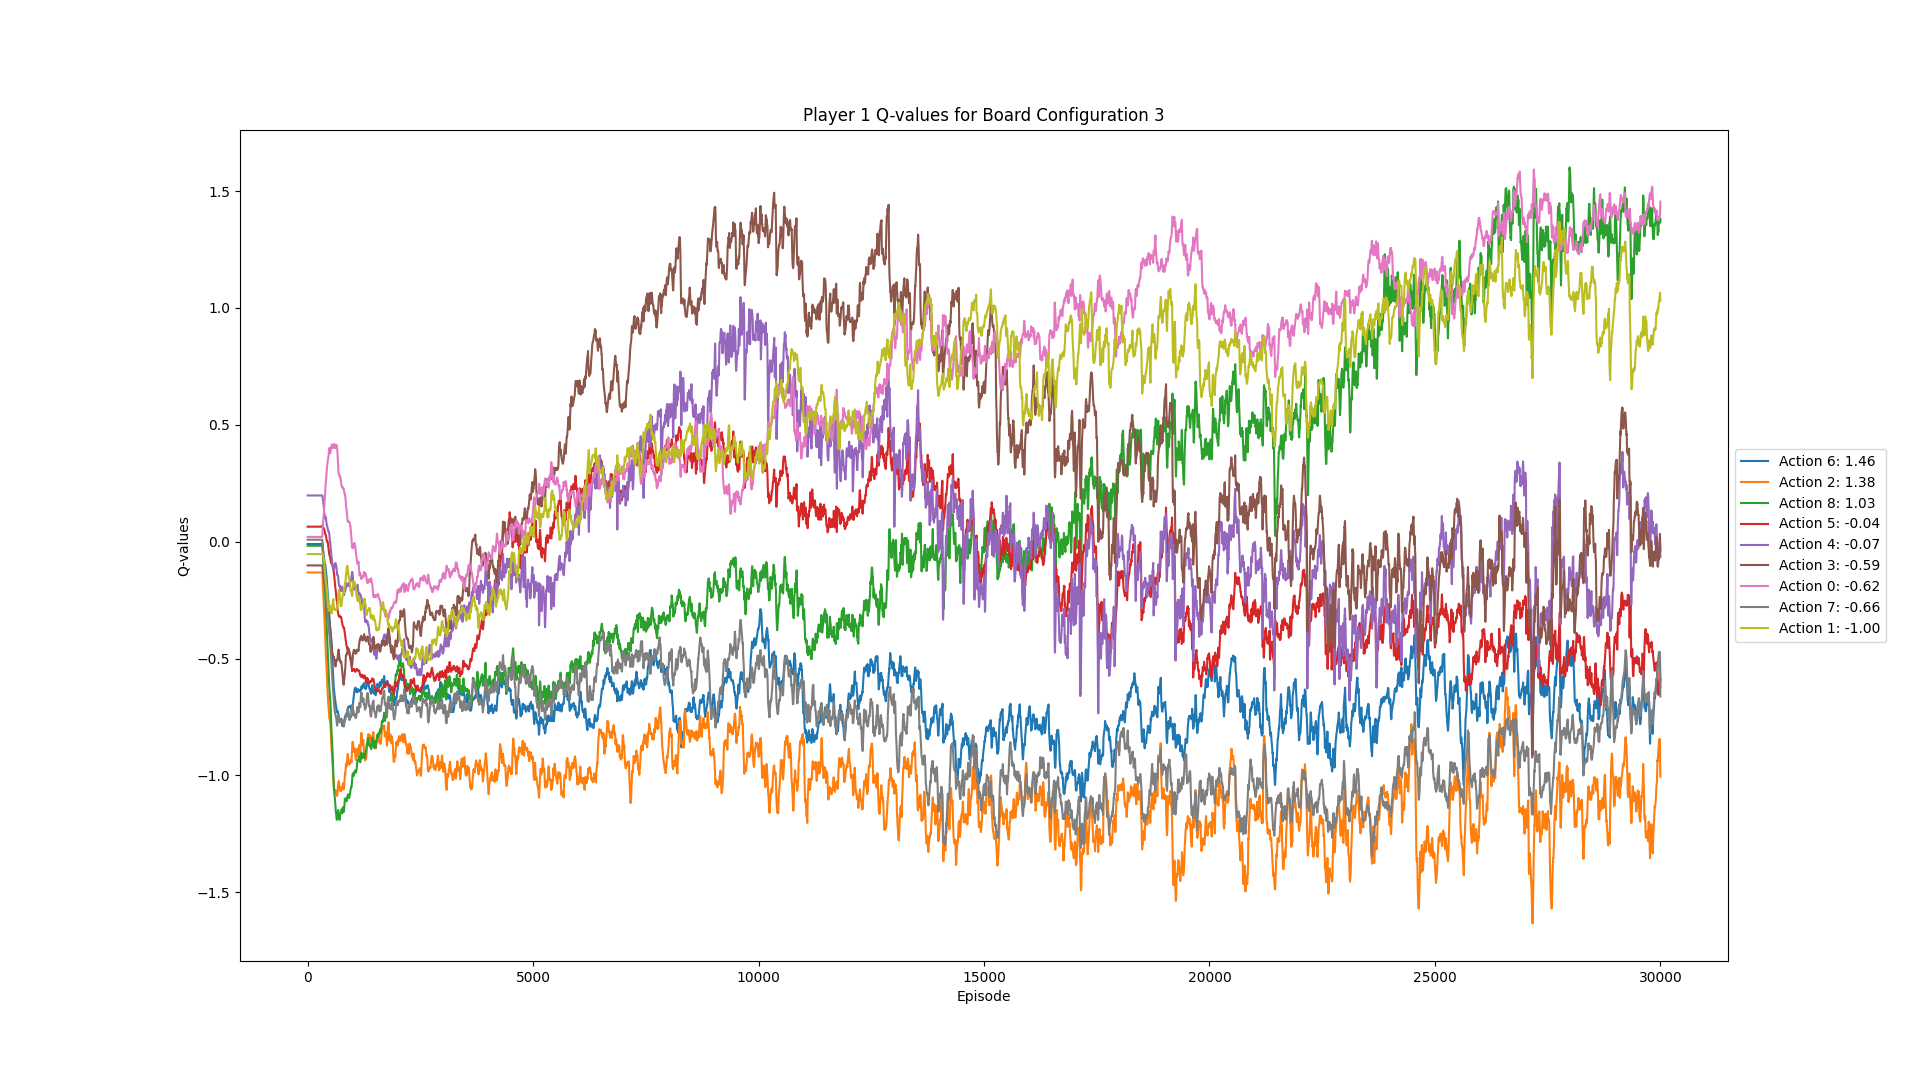 Player 1 Q-values for Board Configuration 3
Q-values
1.5
1.0
0.5
0.0
−0.5
−1.0
−1.5
0
5000
10000
15000
20000
25000
30000
Episode
Action 6: 1.46
Action 2: 1.38
Action 8: 1.03
Action 5: -0.04
Action 4: -0.07
Action 3: -0.59
Action 0: -0.62
Action 7: -0.66
Action 1: -1.00